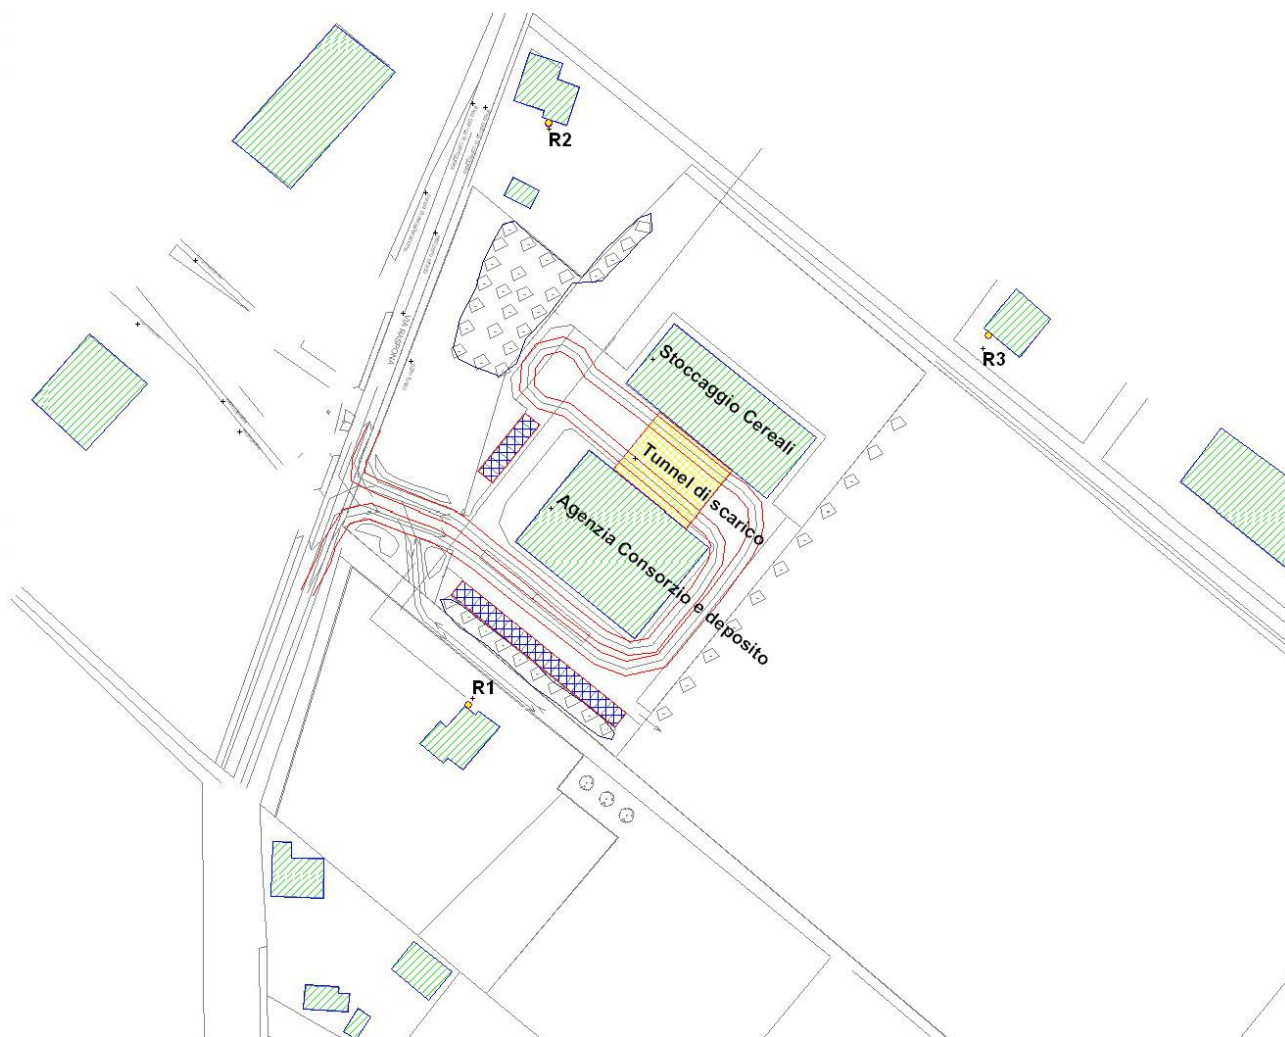 R2
VIA RASPONA
R3
Stoccaggio Cereali
Tunnel di scarico
Agenzia Consorzio e deposito
R1